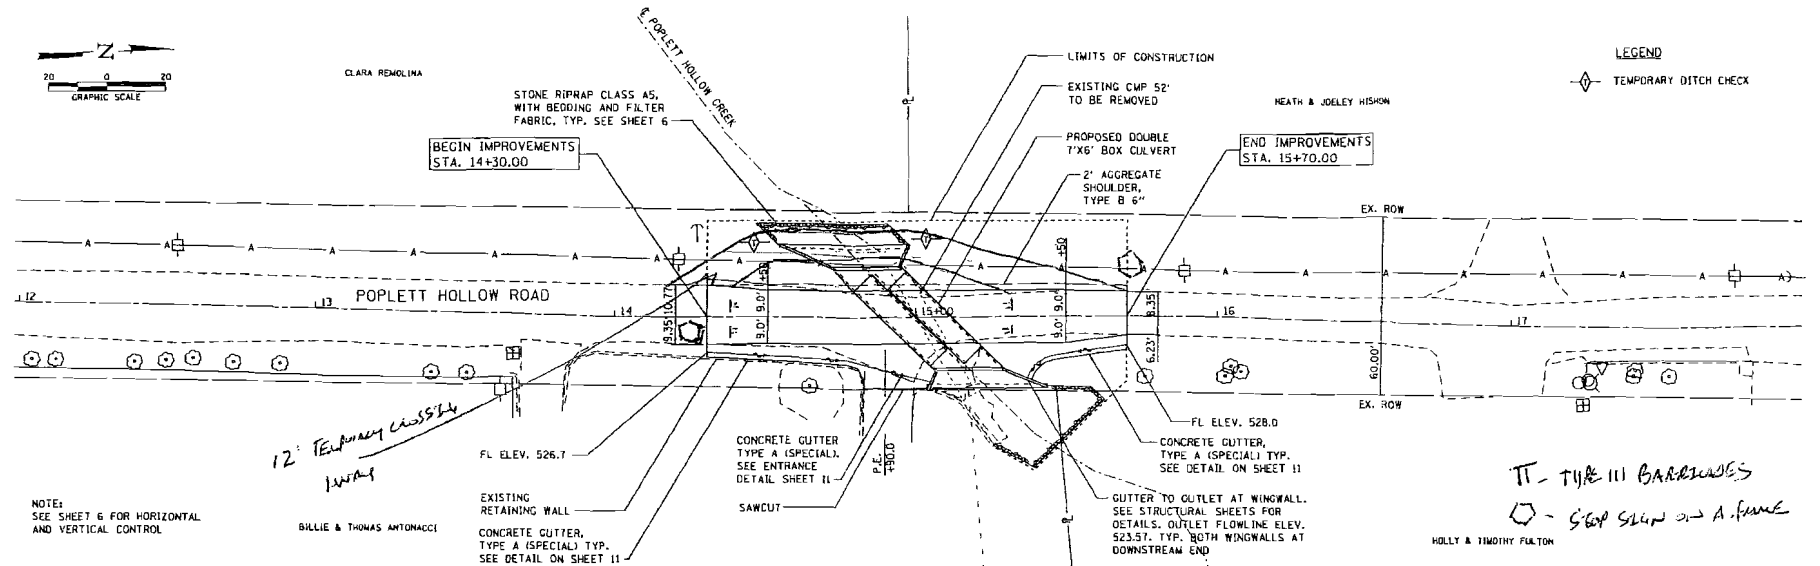 Z
20 0 20
GRAPHIC SCALE
CLARA REMOLINA
℄ POPLETT HOLLOW CREEK
STONE RIPRAP CLASS A5,
WITH BEDDING AND FILTER
FABRIC, TYP. SEE SHEET 6
BEGIN IMPROVEMENTS
STA. 14+30.00
LIMITS OF CONSTRUCTION
EXISTING CMP 52'
TO BE REMOVED
PROPOSED DOUBLE
7'X6' BOX CULVERT
2' AGGREGATE
SHOULDER,
TYPE B 6"
HEATH & JOELEY HISHON
END IMPROVEMENTS
STA. 15+70.00
LEGEND
T TEMPORARY DITCH CHECK
EX. ROW
A A A A A A A A A A A A A A A A
T T
12 13 14 15+00 16 17
POPLETT HOLLOW ROAD
9.35' 10.77'
9.0' 9.0' +50
9.0' 9.0' +50
6.23' 8.35'
60.00'
EX. ROW
12' TEMPORARY CROSSING
FL ELEV. 526.7
EXISTING
RETAINING WALL
CONCRETE GUTTER,
TYPE A (SPECIAL) TYP.
SEE DETAIL ON SHEET 11
CONCRETE GUTTER
TYPE A (SPECIAL).
SEE ENTRANCE
DETAIL SHEET 11
SAWCUT
P.E.
+90.0
FL ELEV. 528.0
CONCRETE GUTTER,
TYPE A (SPECIAL) TYP.
SEE DETAIL ON SHEET 11
GUTTER TO OUTLET AT WINGWALL.
SEE STRUCTURAL SHEETS FOR
DETAILS. OUTLET FLOWLINE ELEV.
523.57. TYP. BOTH WINGWALLS AT
DOWNSTREAM END
TYPE III BARRICADES
STOP SIGN ON A-FRAME
NOTE:
SEE SHEET 6 FOR HORIZONTAL
AND VERTICAL CONTROL
BILLIE & THOMAS ANTONACCI
HOLLY & TIMOTHY FULTON